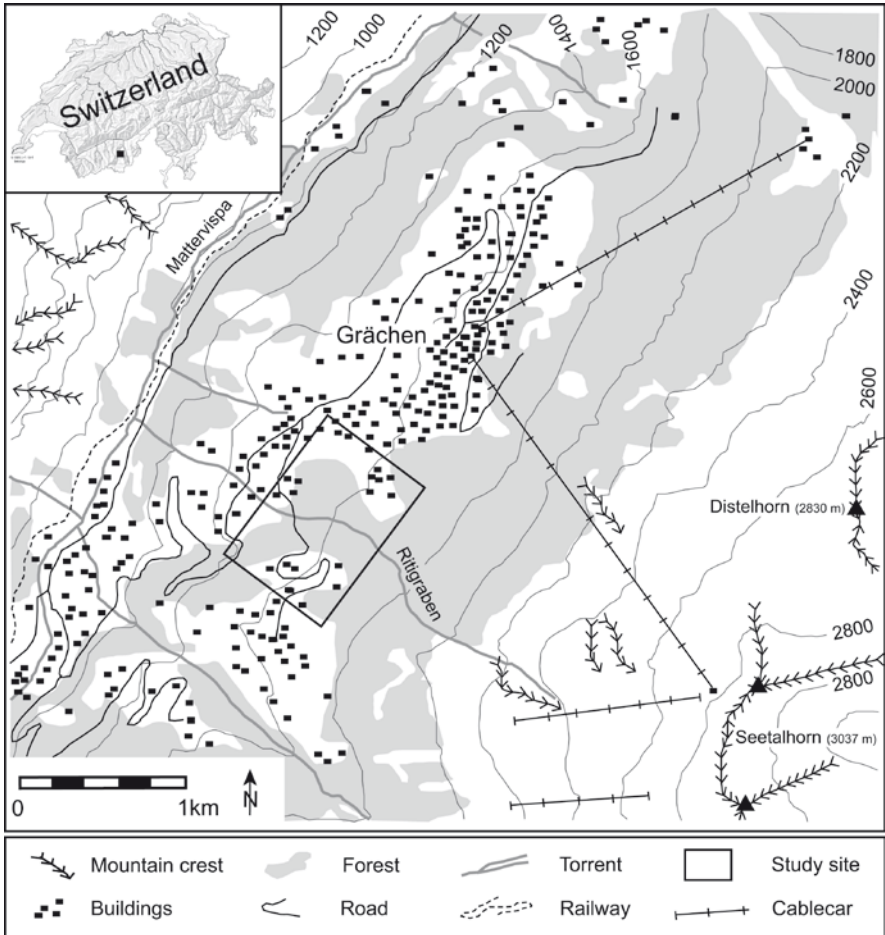 Switzerland
1200
1000
1200
1400
1600
1800
2000
2200
2400
2600
2800
2800
Mattervispa
Grächen
Ritigraben
Distelhorn (2830 m)
Seetalhorn (3037 m)
0
1km
N
Mountain crest
Forest
Torrent
Study site
Buildings
Road
Railway
Cablecar